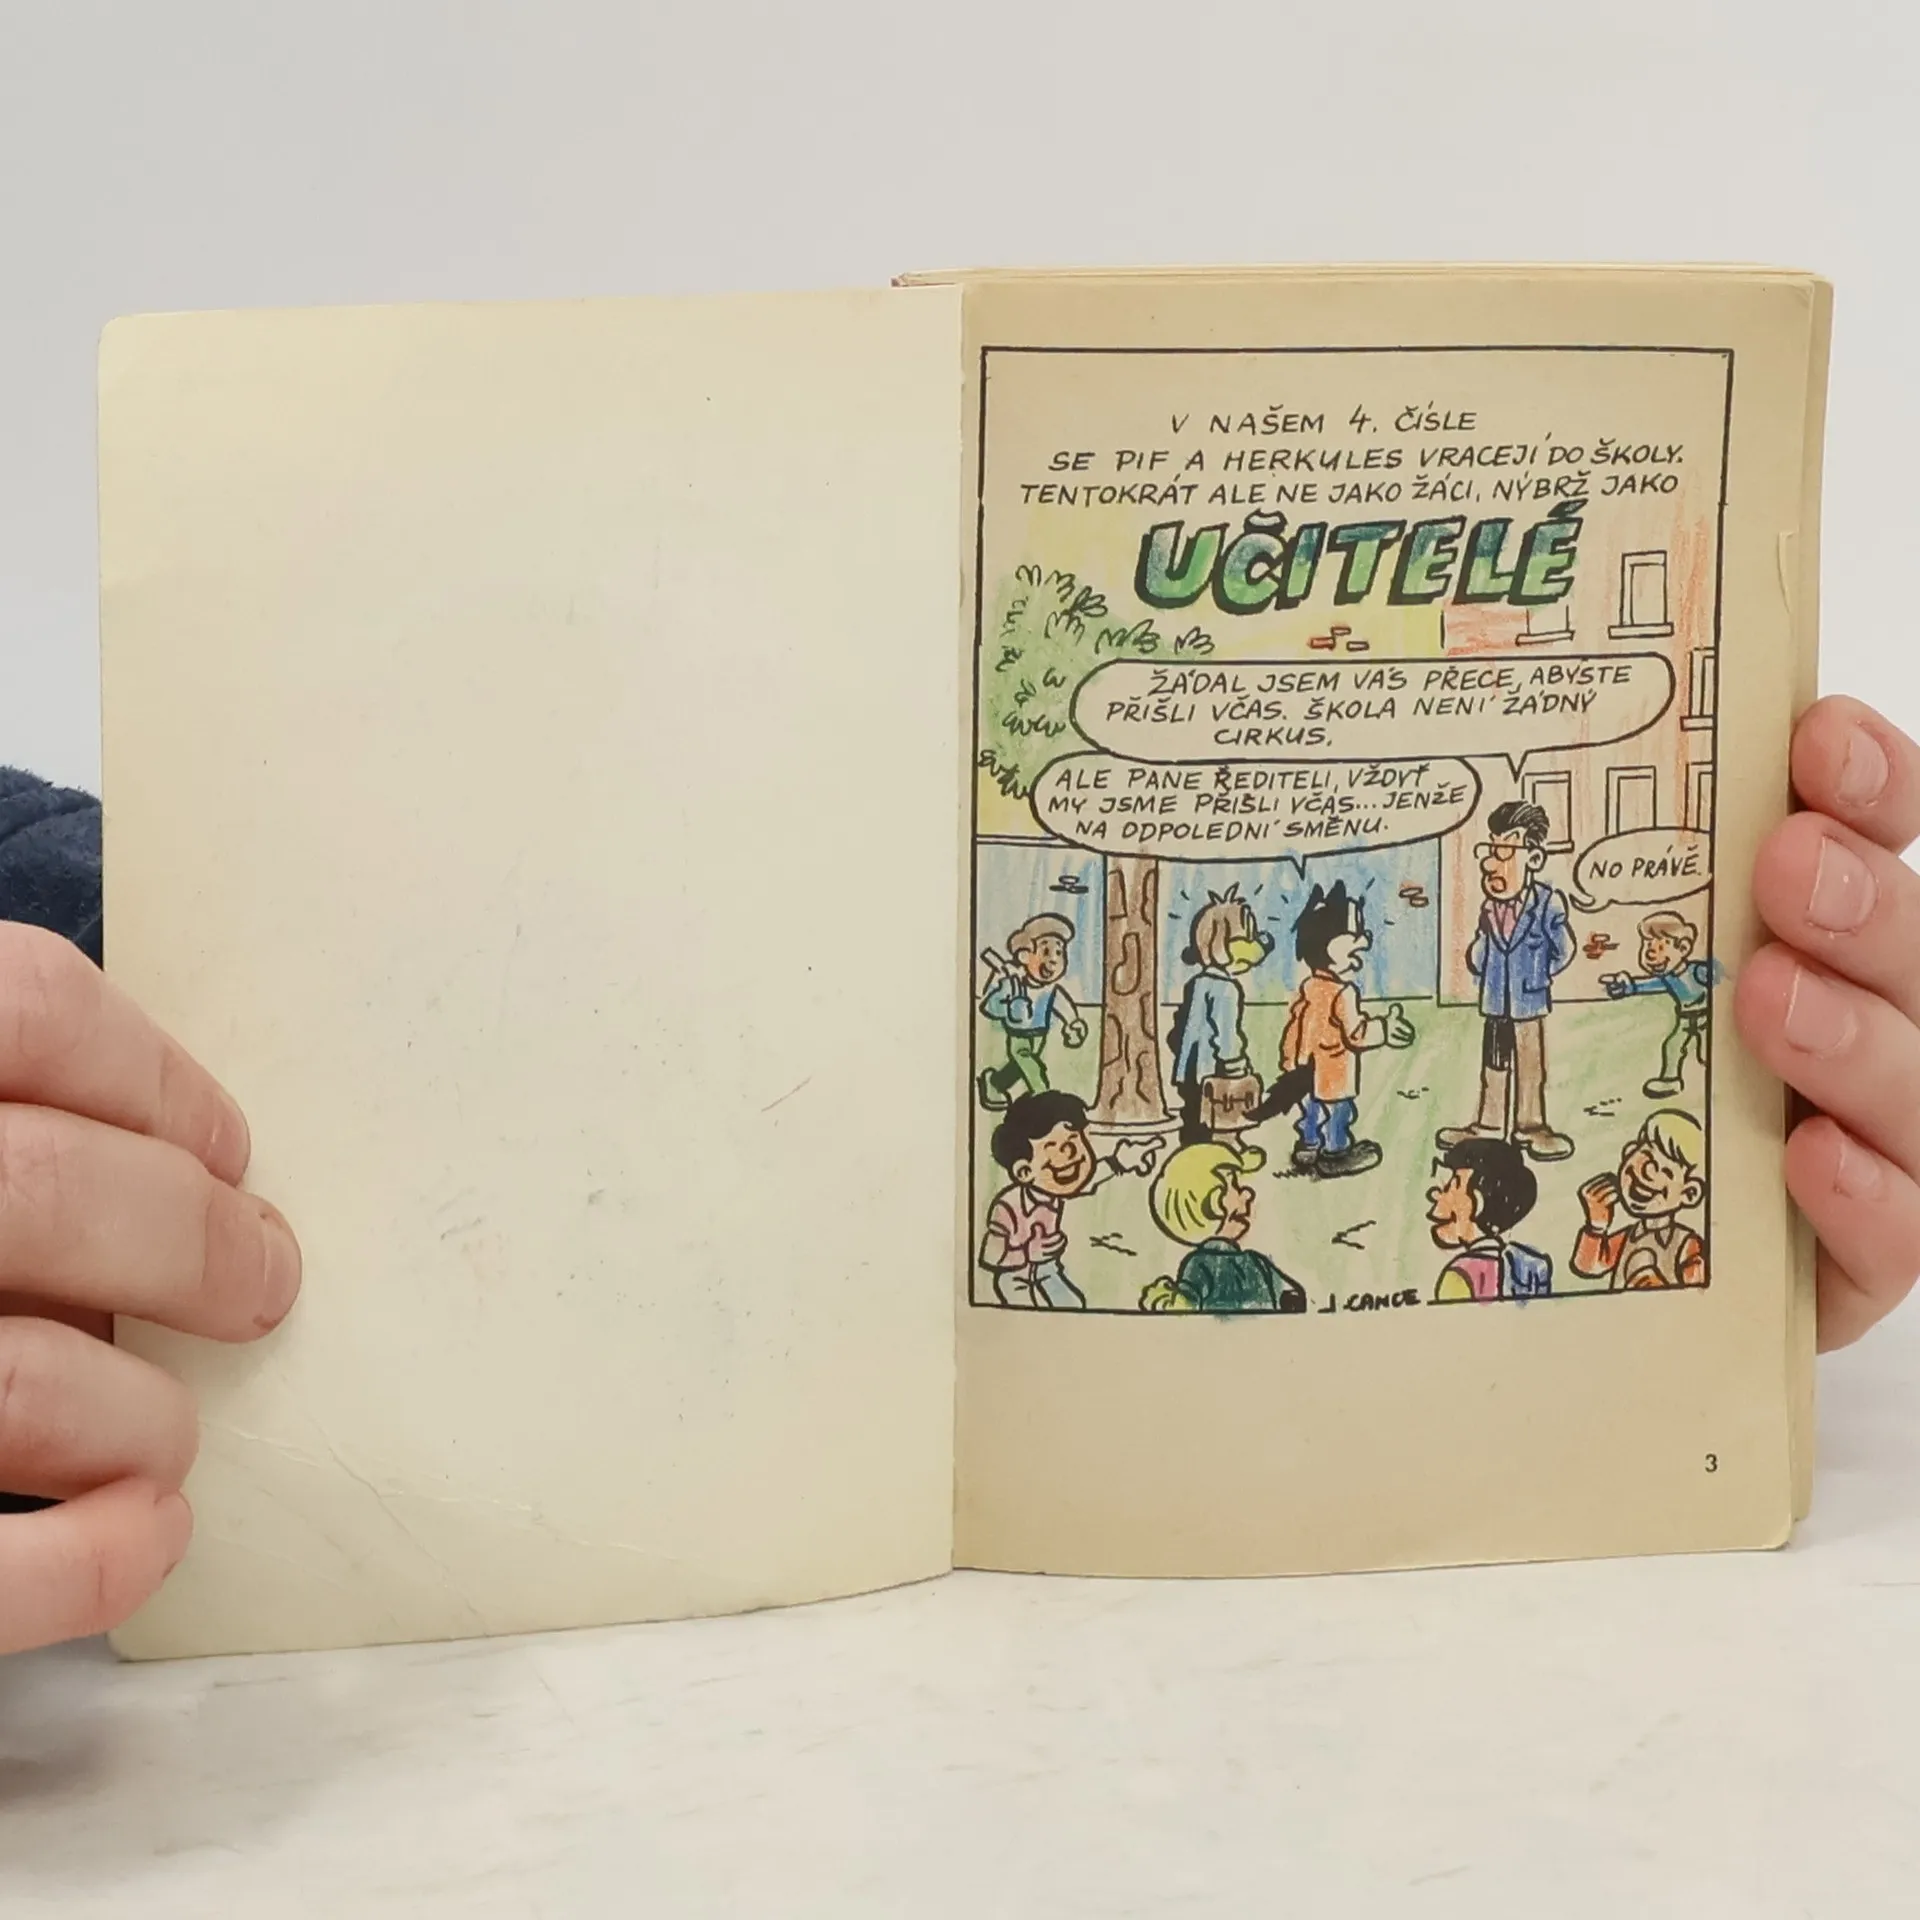 V NAŠEM 4. ČÍSLE
SE PIF A HERKULES VRACEJÍ DO ŠKOLY.
TENTOKRÁT ALE NE JAKO ŽÁCI, NÝBRŽ JAKO
UČITELÉ
ŽÁDAL JSEM VÁS PŘECE, ABYSTE
PŘIŠLI VČAS. ŠKOLA NENÍ ŽÁDNÝ
CIRKUS.
ALE PANE ŘEDITELI, VŽDYŤ
MY JSME PŘIŠLI VČAS... JENŽE
NA ODPOLEDNÍ SMĚNU.
NO PRÁVĚ.
J. CANCE
3